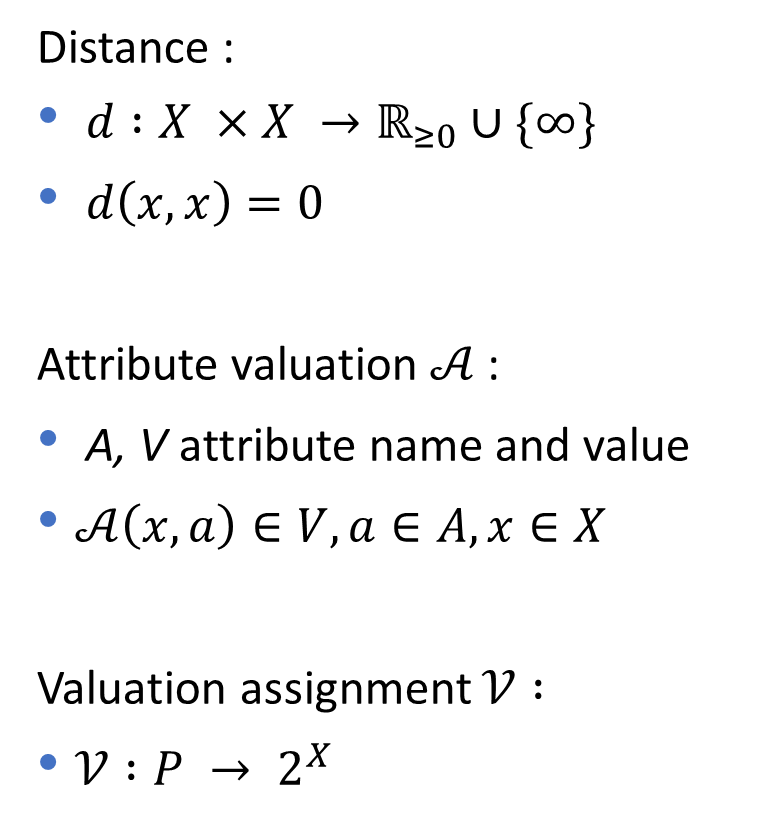 Distance :
• d : X × X → ℝ≥0 ∪ {∞}
• d(x, x) = 0
Attribute valuation 𝒜 :
• A, V attribute name and value
• 𝒜(x, a) ∈ V, a ∈ A, x ∈ X
Valuation assignment 𝒱 :
• 𝒱 : P → 2^X